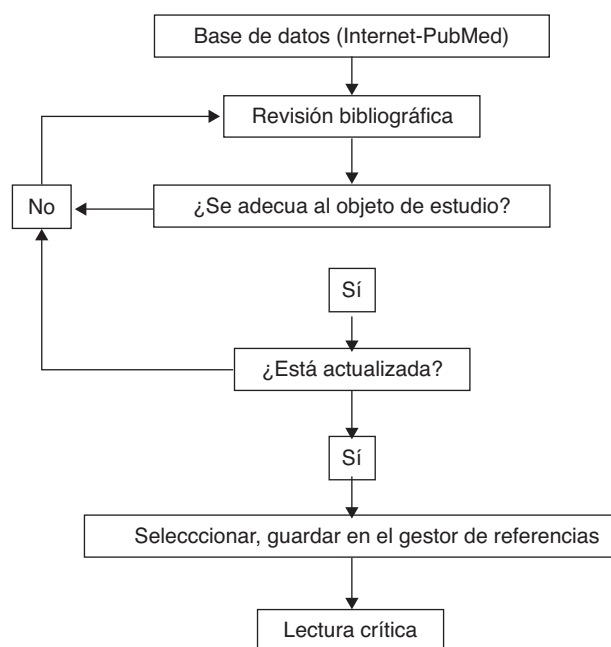 Base de datos (Internet-PubMed)
Revisión bibliográfica
No
¿Se adecua al objeto de estudio?
Sí
¿Está actualizada?
Sí
Selecccionar, guardar en el gestor de referencias
Lectura crítica